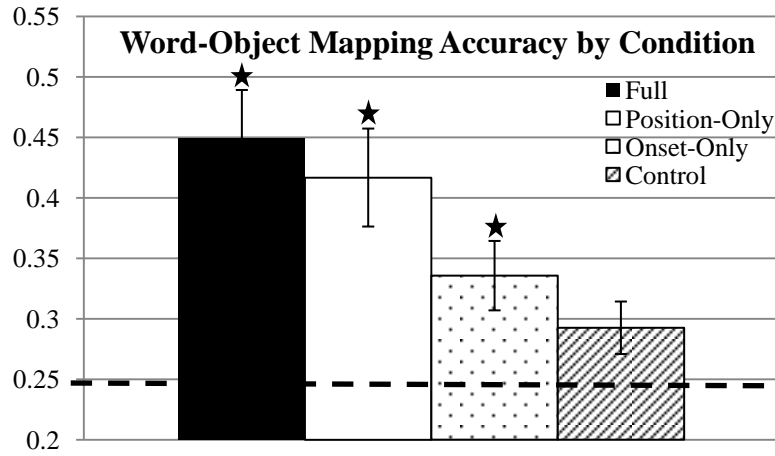 0.55
Word-Object Mapping Accuracy by Condition
0.5
Full
Position-Only
0.45
Onset-Only
Control
0.4
0.35
0.3
0.25
0.2